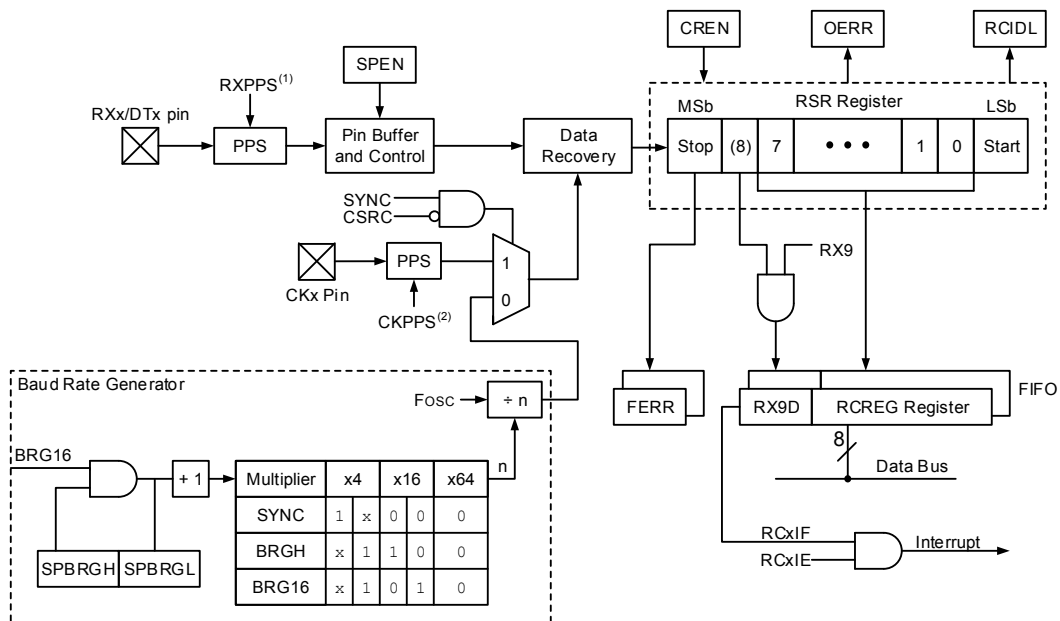 CREN
OERR
RCIDL
SPEN
RXPPS(1)
MSb
RSR Register
LSb
RXx/DTx pin
PPS
Pin Buffer
and Control
Data
Recovery
Stop
(8)
7
• • •
1
0
Start
SYNC
CSRC
RX9
PPS
1
0
CKx Pin
CKPPS(2)
Baud Rate Generator
FOSC
÷ n
FERR
RX9D
RCREG Register
FIFO
8
Data Bus
BRG16
+ 1
n
Multiplier x4 x16 x64
SYNC 1 x 0 0 0
BRGH x 1 1 0 0
BRG16 x 1 0 1 0
SPBRGH
SPBRGL
RCxIF
RCxIE
Interrupt